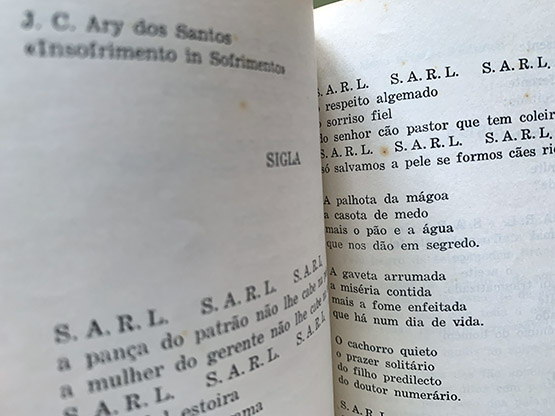 J. C. Ary dos Santos
«Insofrimento in Sofrimento»
SIGLA
S. A. R. L. S. A. R. L. S. A. R. L.
a pança do patrão não lhe cabe na
a mulher do gerente não lhe cabe na
S. A. R. L. S. A. R. L. S. A. R. L.
estoira
S. A. R. L. S. A. R. L. S. A. R. L.
respeito algemado
sorriso fiel
do senhor cão pastor que tem coleir
S. A. R. L. S. A. R. L. S. A. R. L.
só salvamos a pele se formos cães
A palhota da mágoa
a casota de medo
mais o pão e a água
que nos dão em segredo.
A gaveta arrumada
a miséria contida
mais a fome enfeitada
que há num dia de vida.
O cachorro quieto
o prazer solitário
do filho predilecto
do doutor numerário.
S. A. R. L.